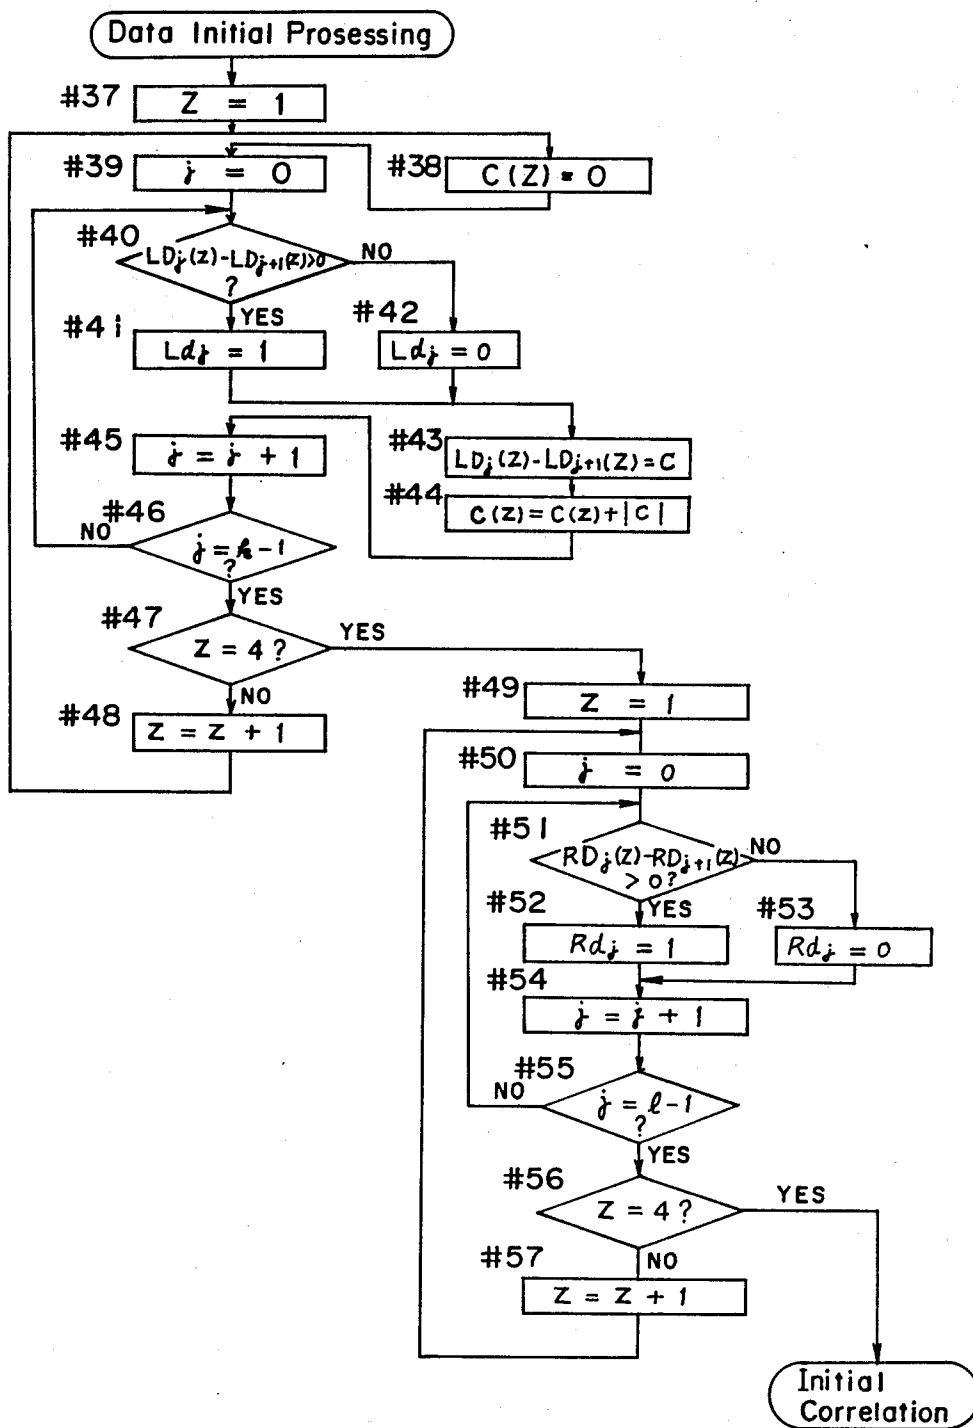 Data Initial Prosessing
#37
Z = 1
#38
C(Z) = 0
#39
j = 0
#40
LDj(Z)-LDj+1(Z)>0
?
NO
YES
#41
Ldj = 1
#42
Ldj = 0
#43
LDj(Z)-LDj+1(Z)=C
#44
C(Z)=C(Z)+|C|
#45
j = j + 1
#46
NO
j = k - 1
?
YES
#47
Z = 4 ?
YES
NO
#48
Z = Z + 1
#49
Z = 1
#50
j = 0
#51
RDj(Z)-RDj+1(Z)
> 0?
NO
YES
#52
Rdj = 1
#53
Rdj = 0
#54
j = j + 1
#55
NO
j = l - 1
?
YES
#56
Z = 4 ?
YES
NO
#57
Z = Z + 1
Initial
Correlation